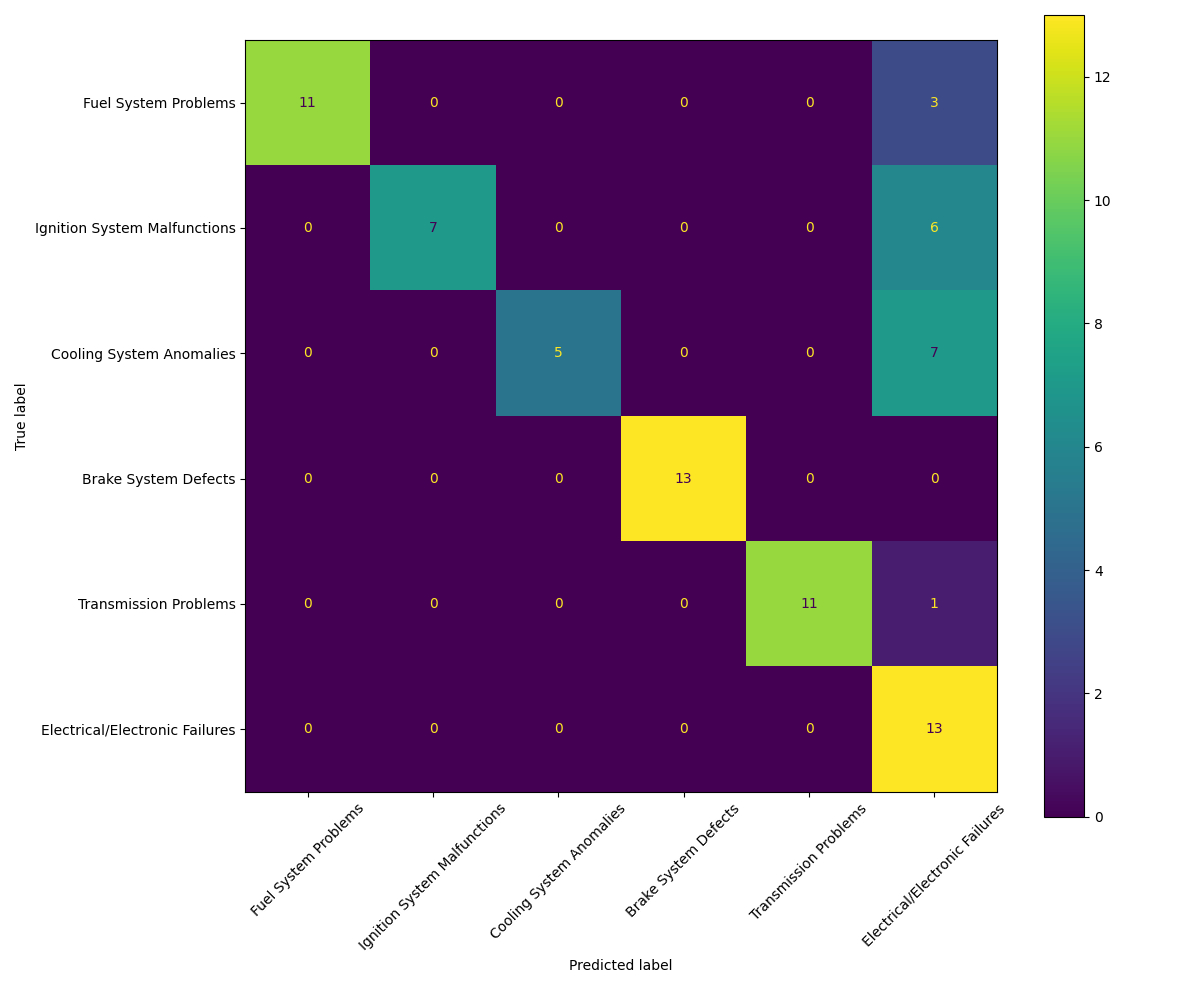 Fuel System Problems 11 0 0 0 0 3
Ignition System Malfunctions 0 7 0 0 0 6
Cooling System Anomalies 0 0 5 0 0 7
Brake System Defects 0 0 0 13 0 0
Transmission Problems 0 0 0 0 11 1
Electrical/Electronic Failures 0 0 0 0 0 13
True label
Fuel System Problems
Ignition System Malfunctions
Cooling System Anomalies
Brake System Defects
Transmission Problems
Electrical/Electronic Failures
Predicted label
12
10
8
6
4
2
0